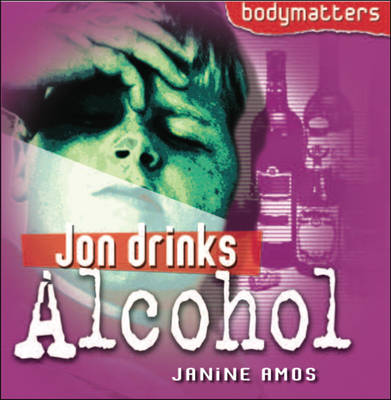 bodymatters
Jon drinks
Alcohol
JANiNE AMOS